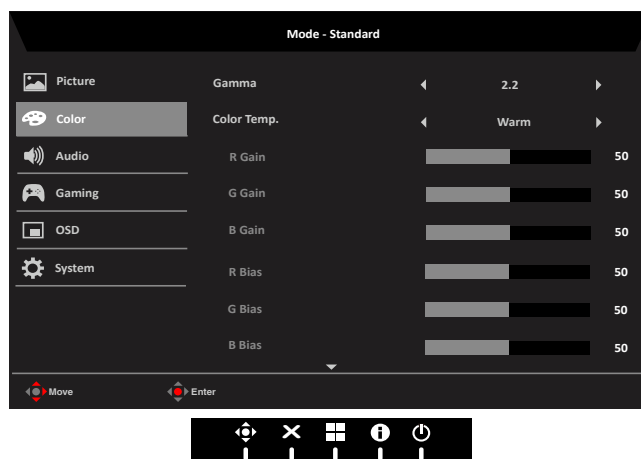 Mode - Standard
Picture
Gamma 2.2
Color
Color Temp. Warm
Audio
R Gain 50
Gaming
G Gain 50
OSD
B Gain 50
System
R Bias 50
G Bias 50
B Bias 50
Move Enter